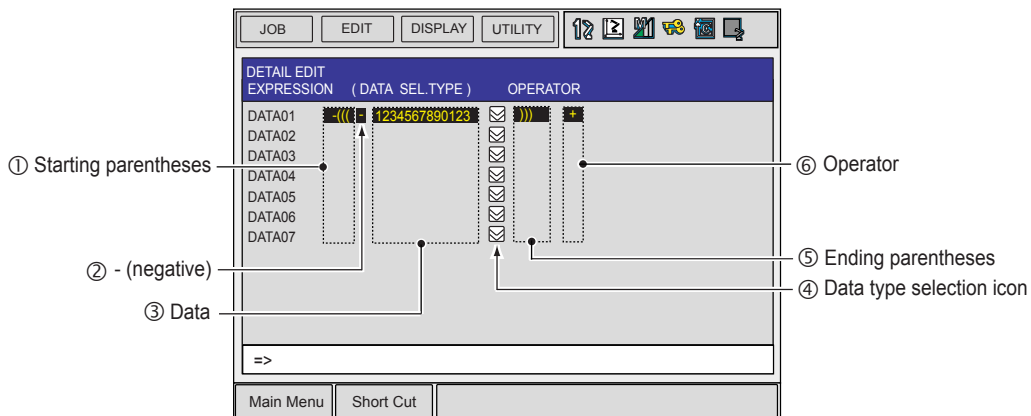 JOB EDIT DISPLAY UTILITY
DETAIL EDIT
EXPRESSION ( DATA SEL.TYPE ) OPERATOR
DATA01 -((( - 1234567890123 ))) +
DATA02
DATA03
DATA04
DATA05
DATA06
DATA07
① Starting parentheses
② - (negative)
③ Data
⑥ Operator
⑤ Ending parentheses
④ Data type selection icon
=>
Main Menu Short Cut